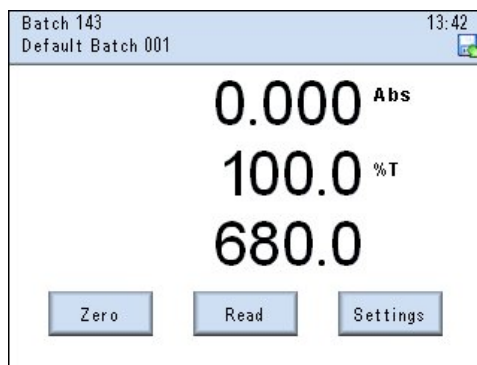 Batch 143 13:42
Default Batch 001
0.000 Abs
100.0 %T
680.0
Zero Read Settings